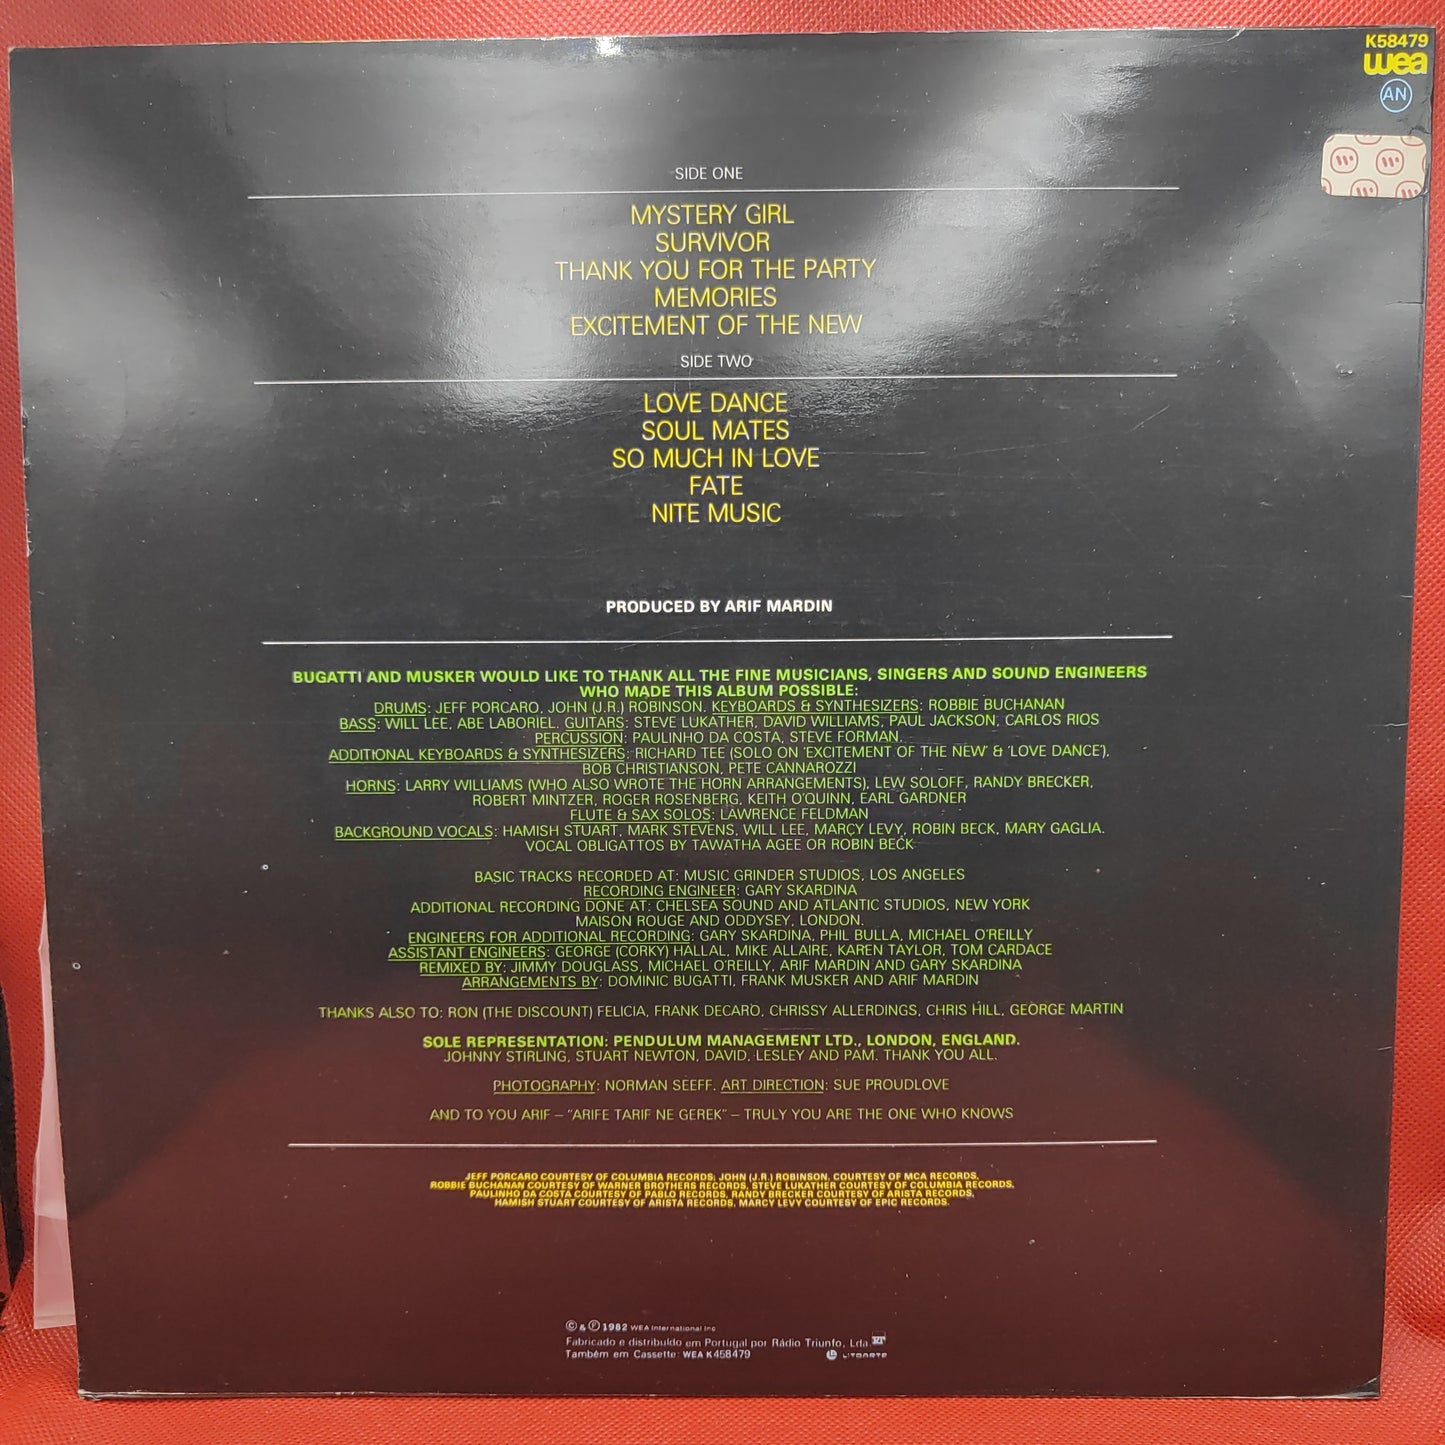 K58479
wea
AN
SIDE ONE
MYSTERY GIRL
SURVIVOR
THANK YOU FOR THE PARTY
MEMORIES
EXCITEMENT OF THE NEW
SIDE TWO
LOVE DANCE
SOUL MATES
SO MUCH IN LOVE
FATE
NITE MUSIC
PRODUCED BY ARIF MARDIN
BUGATTI AND MUSKER WOULD LIKE TO THANK ALL THE FINE MUSICIANS, SINGERS AND SOUND ENGINEERS
WHO MADE THIS ALBUM POSSIBLE:
DRUMS: JEFF PORCARO, JOHN (J.R.) ROBINSON. KEYBOARDS & SYNTHESIZERS: ROBBIE BUCHANAN
BASS: WILL LEE, ABE LABORIEL. GUITARS: STEVE LUKATHER, DAVID WILLIAMS, PAUL JACKSON, CARLOS RIOS
PERCUSSION: PAULINHO DA COSTA, STEVE FORMAN.
ADDITIONAL KEYBOARDS & SYNTHESIZERS: RICHARD TEE (SOLO ON 'EXCITEMENT OF THE NEW' & 'LOVE DANCE'),
BOB CHRISTIANSON, PETE CANNAROZZI
HORNS: LARRY WILLIAMS (WHO ALSO WROTE THE HORN ARRANGEMENTS), LEW SOLOFF, RANDY BRECKER,
ROBERT MINTZER, ROGER ROSENBERG, KEITH O'QUINN, EARL GARDNER
FLUTE & SAX SOLOS: LAWRENCE FELDMAN
BACKGROUND VOCALS: HAMISH STUART, MARK STEVENS, WILL LEE, MARCY LEVY, ROBIN BECK, MARY GAGLIA.
VOCAL OBLIGATTOS BY TAWATHA AGEE OR ROBIN BECK
BASIC TRACKS RECORDED AT: MUSIC GRINDER STUDIOS, LOS ANGELES
RECORDING ENGINEER: GARY SKARDINA
ADDITIONAL RECORDING DONE AT: CHELSEA SOUND AND ATLANTIC STUDIOS, NEW YORK
MAISON ROUGE AND ODDYSEY, LONDON.
ENGINEERS FOR ADDITIONAL RECORDING: GARY SKARDINA, PHIL BULLA, MICHAEL O'REILLY
ASSISTANT ENGINEERS: GEORGE (CORKY) HALLAL, MIKE ALLAIRE, KAREN TAYLOR, TOM CARDACE
REMIXED BY: JIMMY DOUGLASS, MICHAEL O'REILLY, ARIF MARDIN AND GARY SKARDINA
ARRANGEMENTS BY: DOMINIC BUGATTI, FRANK MUSKER AND ARIF MARDIN
THANKS ALSO TO: RON (THE DISCOUNT) FELICIA, FRANK DECARO, CHRISSY ALLERDINGS, CHRIS HILL, GEORGE MARTIN
SOLE REPRESENTATION: PENDULUM MANAGEMENT LTD., LONDON, ENGLAND.
JOHNNY STIRLING, STUART NEWTON, DAVID, LESLEY AND PAM. THANK YOU ALL.
PHOTOGRAPHY: NORMAN SEEFF. ART DIRECTION: SUE PROUDLOVE
AND TO YOU ARIF – "ARIFE TARIF NE GEREK" – TRULY YOU ARE THE ONE WHO KNOWS
JEFF PORCARO COURTESY OF COLUMBIA RECORDS; JOHN (J.R.) ROBINSON, COURTESY OF MCA RECORDS,
ROBBIE BUCHANAN COURTESY OF WARNER BROTHERS RECORDS, STEVE LUKATHER COURTESY OF COLUMBIA RECORDS,
PAULINHO DA COSTA COURTESY OF PABLO RECORDS, RANDY BRECKER COURTESY OF ARISTA RECORDS,
HAMISH STUART COURTESY OF ARISTA RECORDS, MARCY LEVY COURTESY OF EPIC RECORDS.
© & ℗ 1982 WEA International Inc
Fabricado e distribuído em Portugal por Rádio Triunfo, Lda. RT
Também em Cassette: WEA K458479
LITOARTE